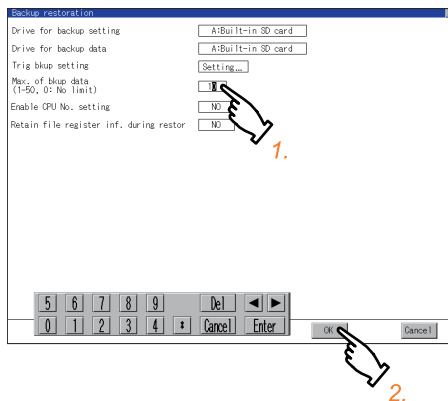 Backup restoration
Drive for backup setting A:Built-in SD card
Drive for backup data A:Built-in SD card
Trig bkup setting Setting...
Max. of bkup data
(1-50, 0: No limit) 10
Enable CPU No. setting NO
Retain file register inf. during restor NO
1.
5 6 7 8 9 Del ◄ ►
0 1 2 3 4 Cancel Enter
OK Cancel
2.